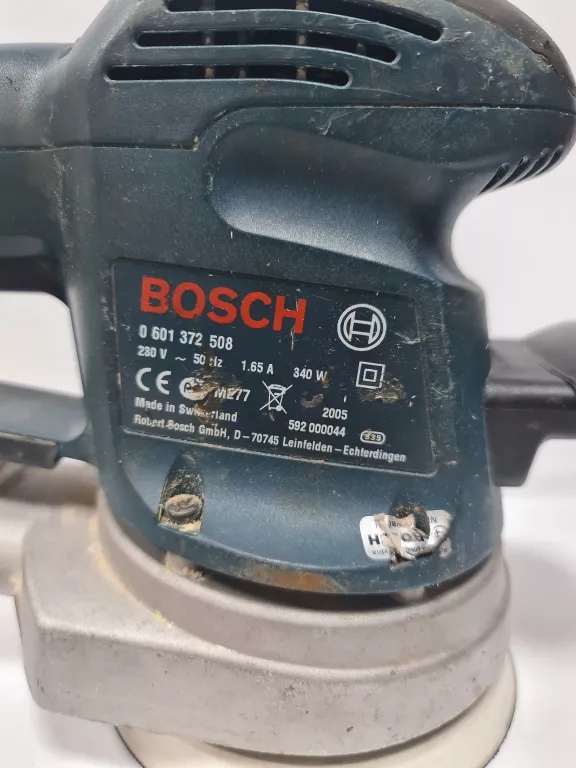 BOSCH
0 601 372 508
230 V ~ 50 Hz 1.65 A 340 W
CE M277
2005
Made in Switzerland
592 000044
Robert Bosch GmbH, D-70745 Leinfelden-Echterdingen